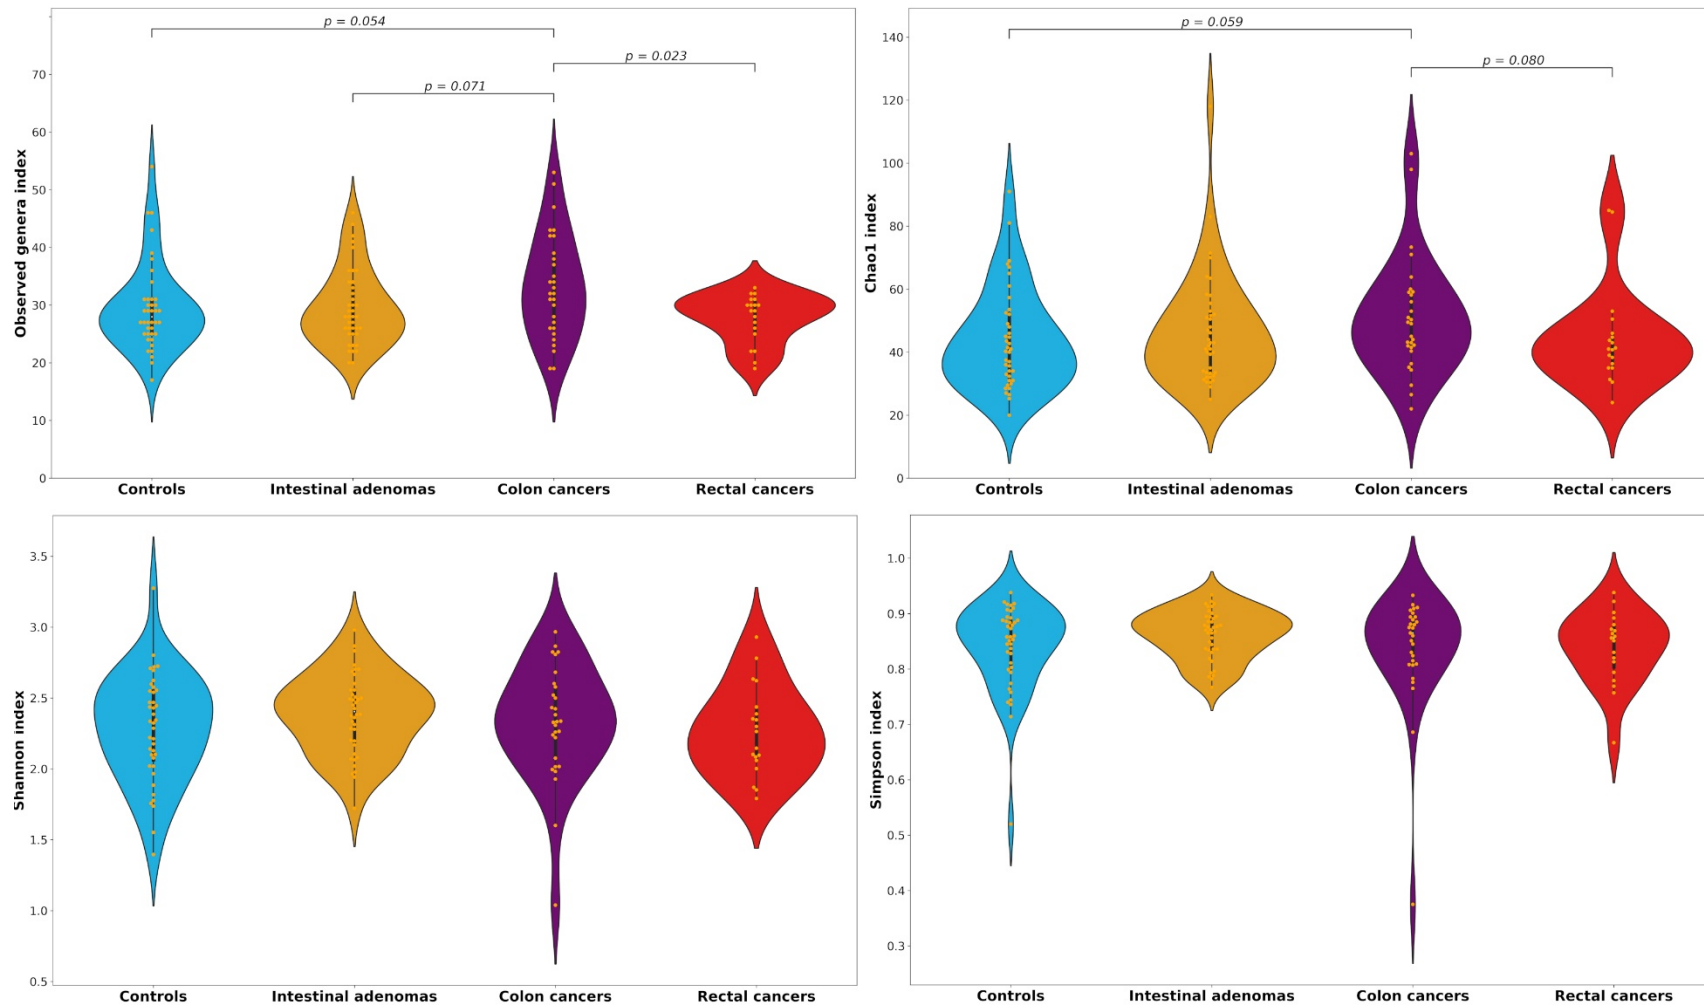 p = 0.054
p = 0.023
p = 0.071
70
60
50
40
30
20
10
0
Observed genera index
Controls
Intestinal adenomas
Colon cancers
Rectal cancers
p = 0.059
p = 0.080
140
120
100
80
60
40
20
0
Chao1 index
Controls
Intestinal adenomas
Colon cancers
Rectal cancers
3.5
3.0
2.5
2.0
1.5
1.0
0.5
Shannon index
Controls
Intestinal adenomas
Colon cancers
Rectal cancers
1.0
0.9
0.8
0.7
0.6
0.5
0.4
0.3
Simpson index
Controls
Intestinal adenomas
Colon cancers
Rectal cancers